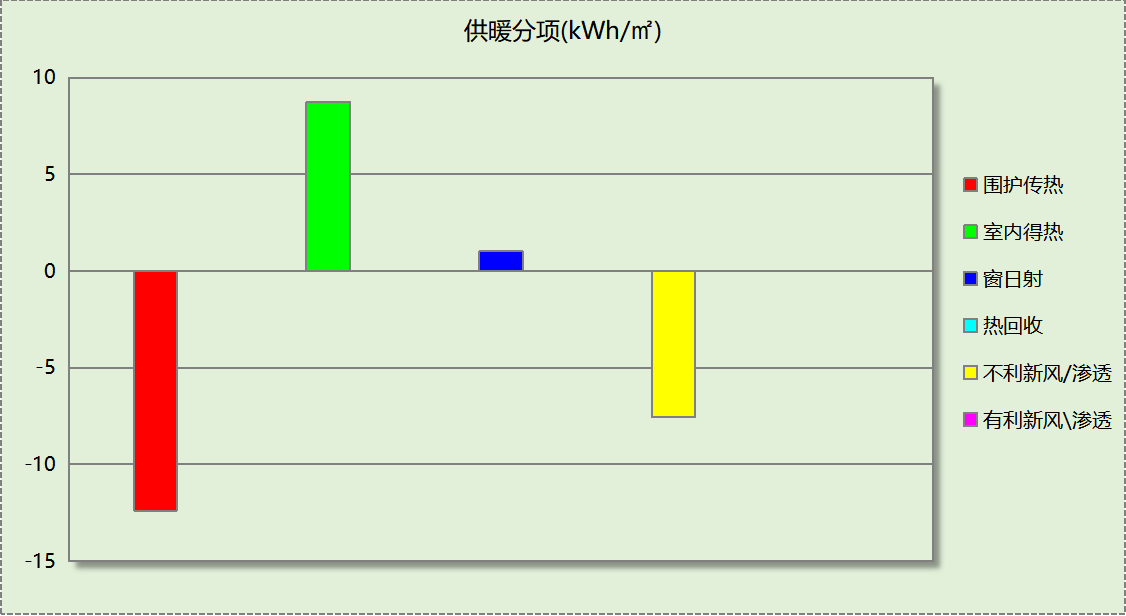 供暖分项(kWh/㎡)
10
5
0
-5
-10
-15
围护传热
室内得热
窗日射
热回收
不利新风/渗透
有利新风\渗透